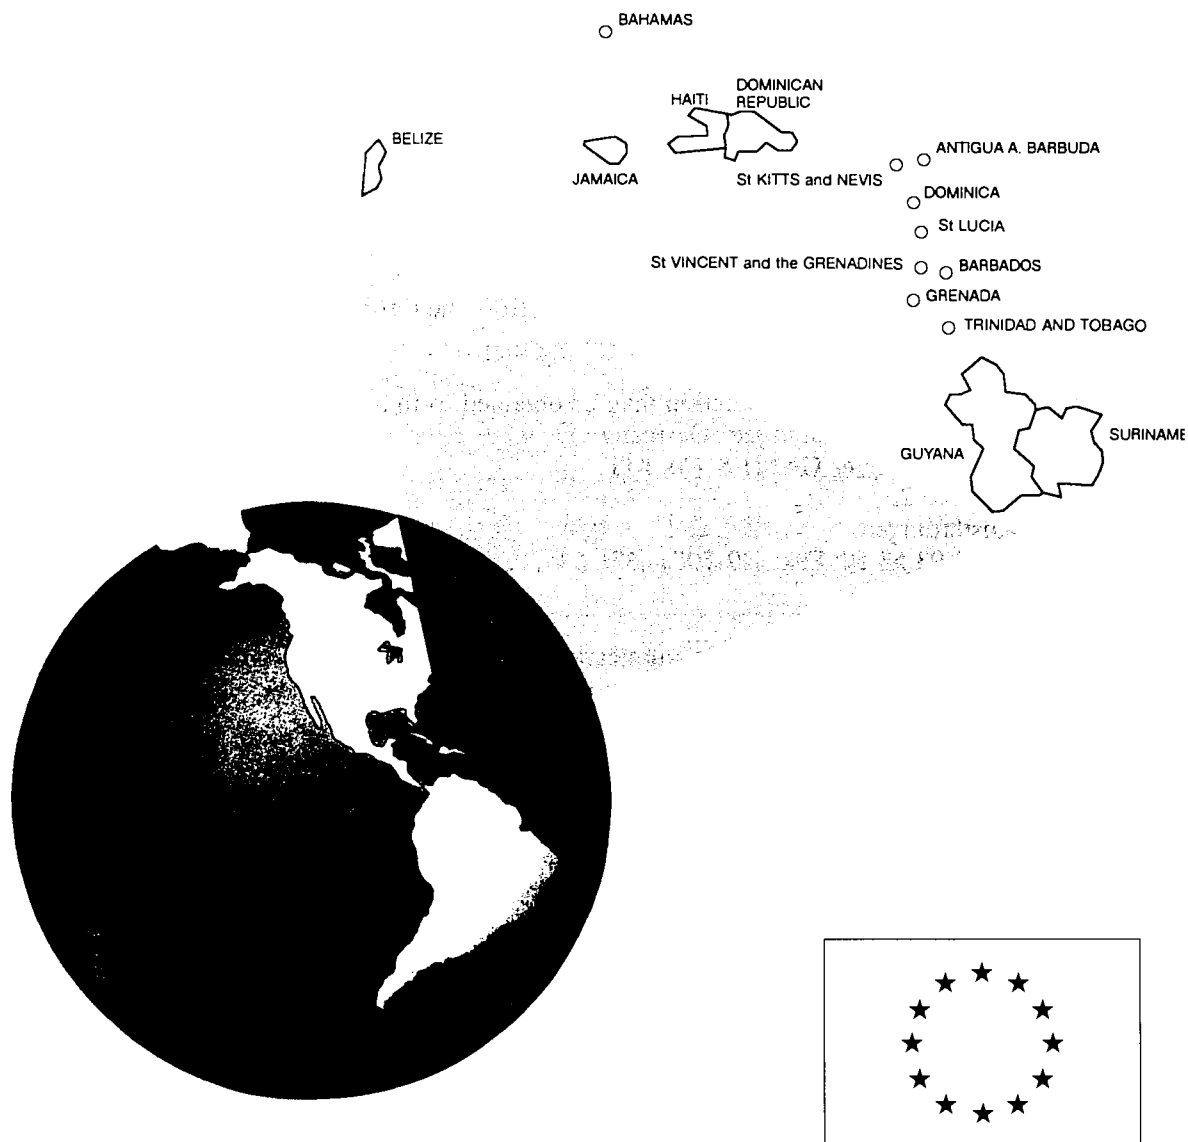 BAHAMAS
DOMINICAN
REPUBLIC
HAITI
BELIZE
JAMAICA
ANTIGUA A. BARBUDA
St KITTS and NEVIS
DOMINICA
St LUCIA
St VINCENT and the GRENADINES
BARBADOS
GRENADA
TRINIDAD AND TOBAGO
GUYANA
SURINAME